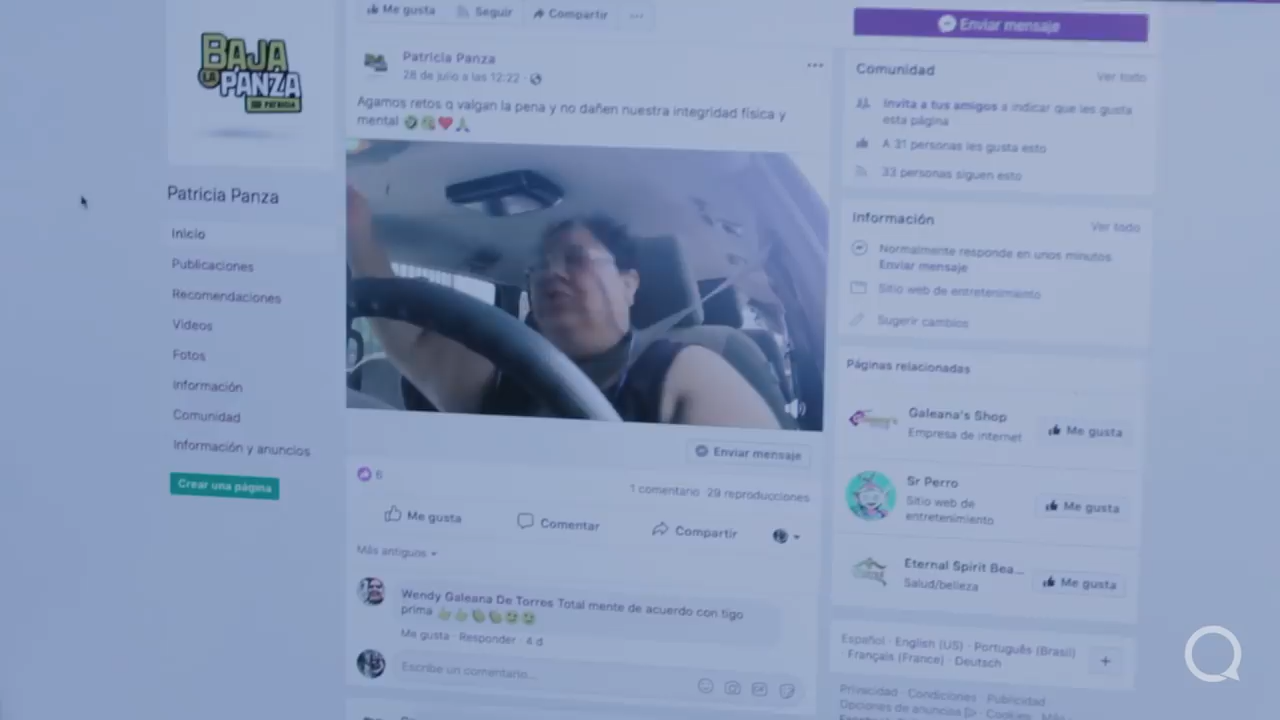 Me gusta
Seguir
Compartir
Enviar mensaje
BAJA
LA PANZA
PATRICIA
Patricia Panza
Inicio
Publicaciones
Recomendaciones
Videos
Fotos
Información
Comunidad
Información y anuncios
Crear una página
Patricia Panza
28 de julio a las 12:22
Agamos retos q valgan la pena y no dañen nuestra integridad física y
mental
Enviar mensaje
6
1 comentario 29 reproducciones
Me gusta
Comentar
Compartir
Más antiguos
Wendy Galeana De Torres Total mente de acuerdo con tigo
prima
Me gusta · Responder · 4 d
Escribe un comentario...
Comunidad
Ver todo
Invita a tus amigos a indicar que les gusta
esta página
A 31 personas les gusta esto
33 personas siguen esto
Información
Ver todo
Normalmente responde en unos minutos.
Enviar mensaje
Sitio web de entretenimiento
Sugerir cambios
Páginas relacionadas
Galeana's Shop
Empresa de internet
Me gusta
Sr Perro
Sitio web de
entretenimiento
Me gusta
Eternal Spirit Bea...
Salud/belleza
Me gusta
Español · English (US) · Português (Brasil)
· Français (France) · Deutsch
Privacidad · Condiciones · Publicidad
Opciones de anuncios · Cookies · Más